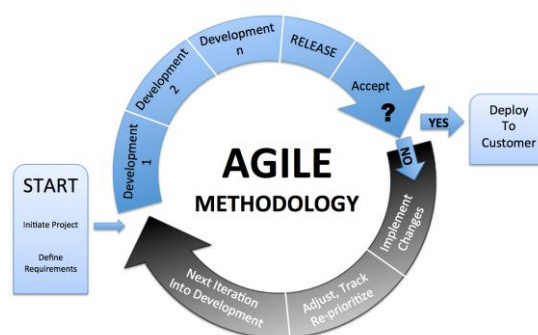 START
Initiate Project
Define
Requirements
Development
1
Development
2
Development
n
RELEASE
Accept
?
YES
Deploy
To
Customer
NO
Implement
Changes
Adjust, Track
Re-prioritize
Next Iteration
Into Development
AGILE
METHODOLOGY